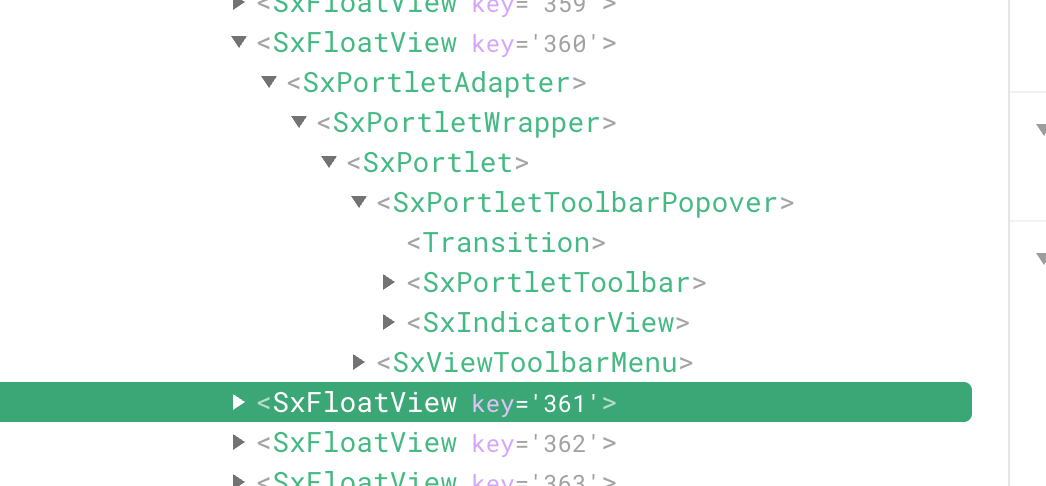 <SxFloatView key='359'>
<SxFloatView key='360'>
<SxPortletAdapter>
<SxPortletWrapper>
<SxPortlet>
<SxPortletToolbarPopover>
<Transition>
<SxPortletToolbar>
<SxIndicatorView>
<SxViewToolbarMenu>
<SxFloatView key='361'>
<SxFloatView key='362'>
<SxFloatView key='363'>